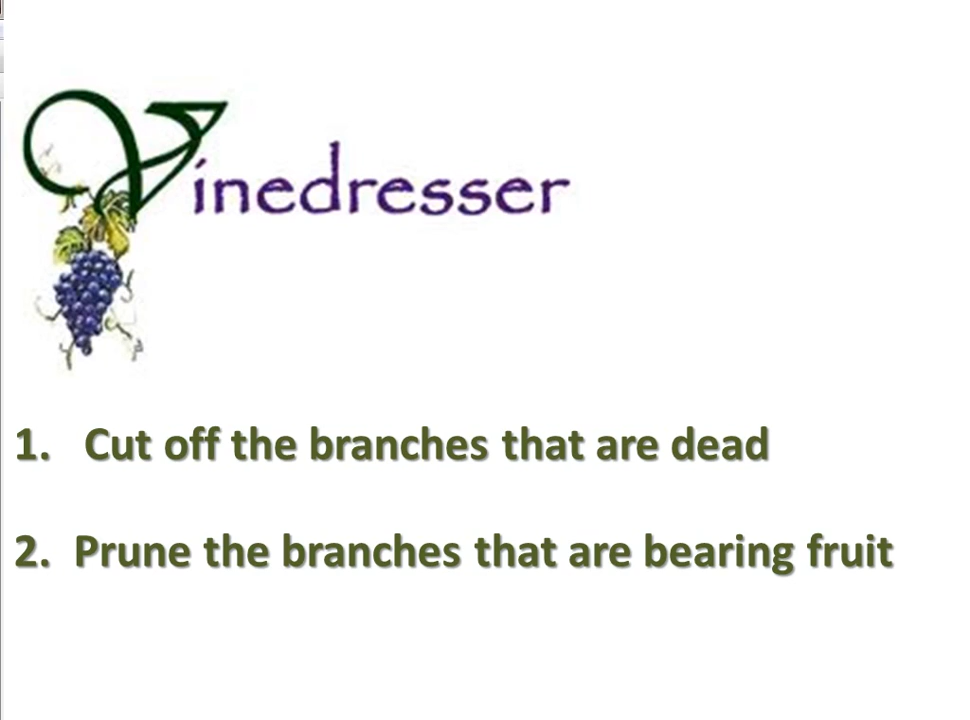 Vinedresser
1. Cut off the branches that are dead
2. Prune the branches that are bearing fruit